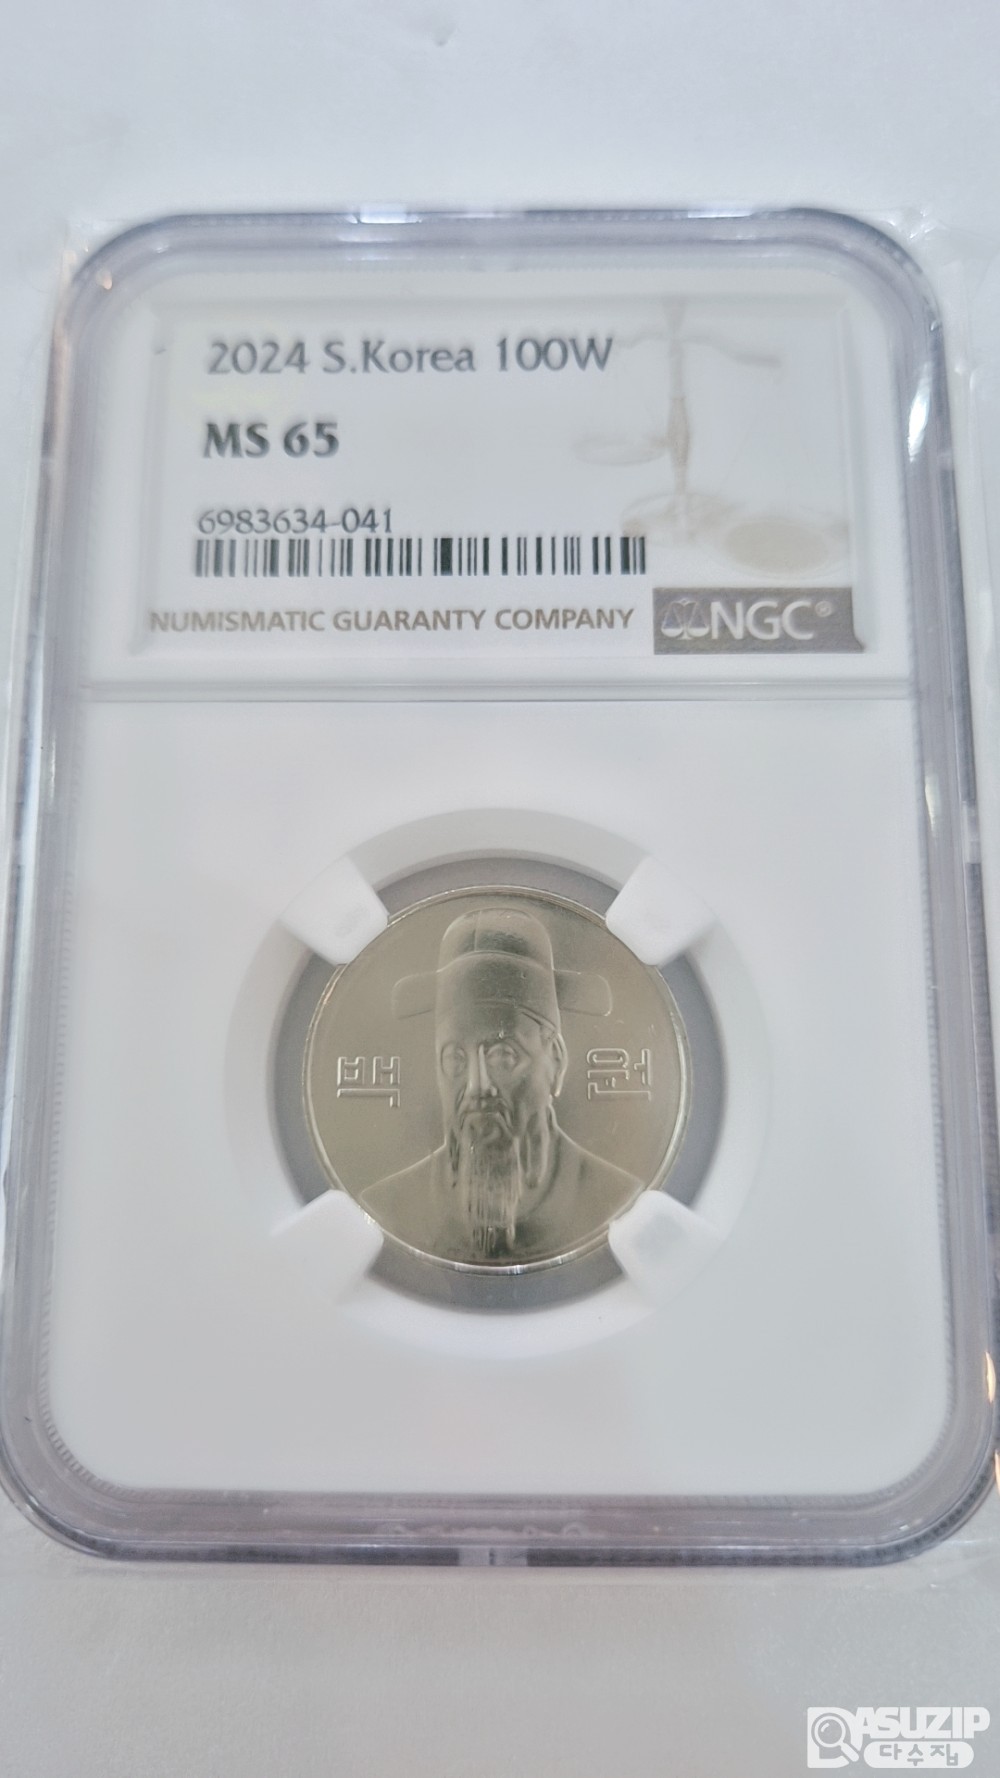 2024 S.Korea 100W
MS 65
6983634-041
NUMISMATIC GUARANTY COMPANY
NGC®
백 원
DASUZIP
다수집